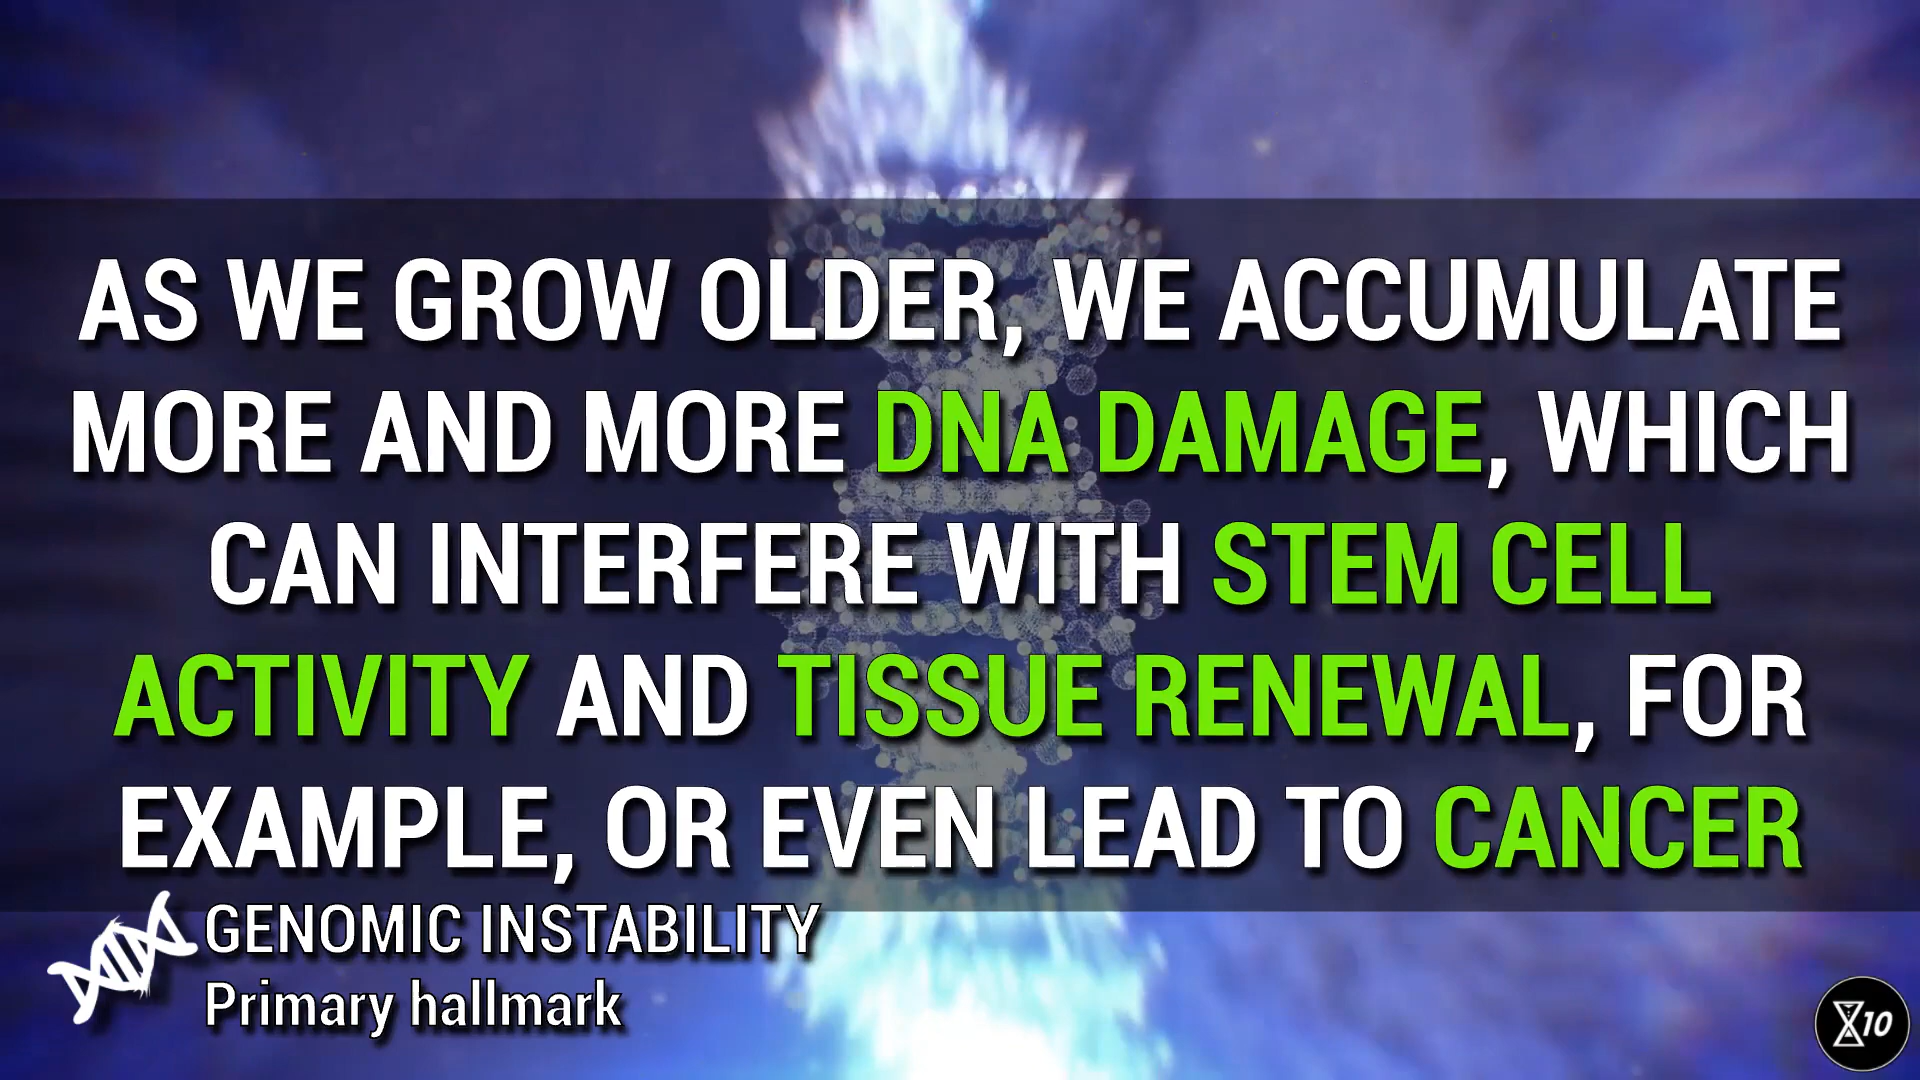 AS WE GROW OLDER, WE ACCUMULATE
MORE AND MORE DNA DAMAGE, WHICH
CAN INTERFERE WITH STEM CELL
ACTIVITY AND TISSUE RENEWAL, FOR
EXAMPLE, OR EVEN LEAD TO CANCER
GENOMIC INSTABILITY
Primary hallmark
10